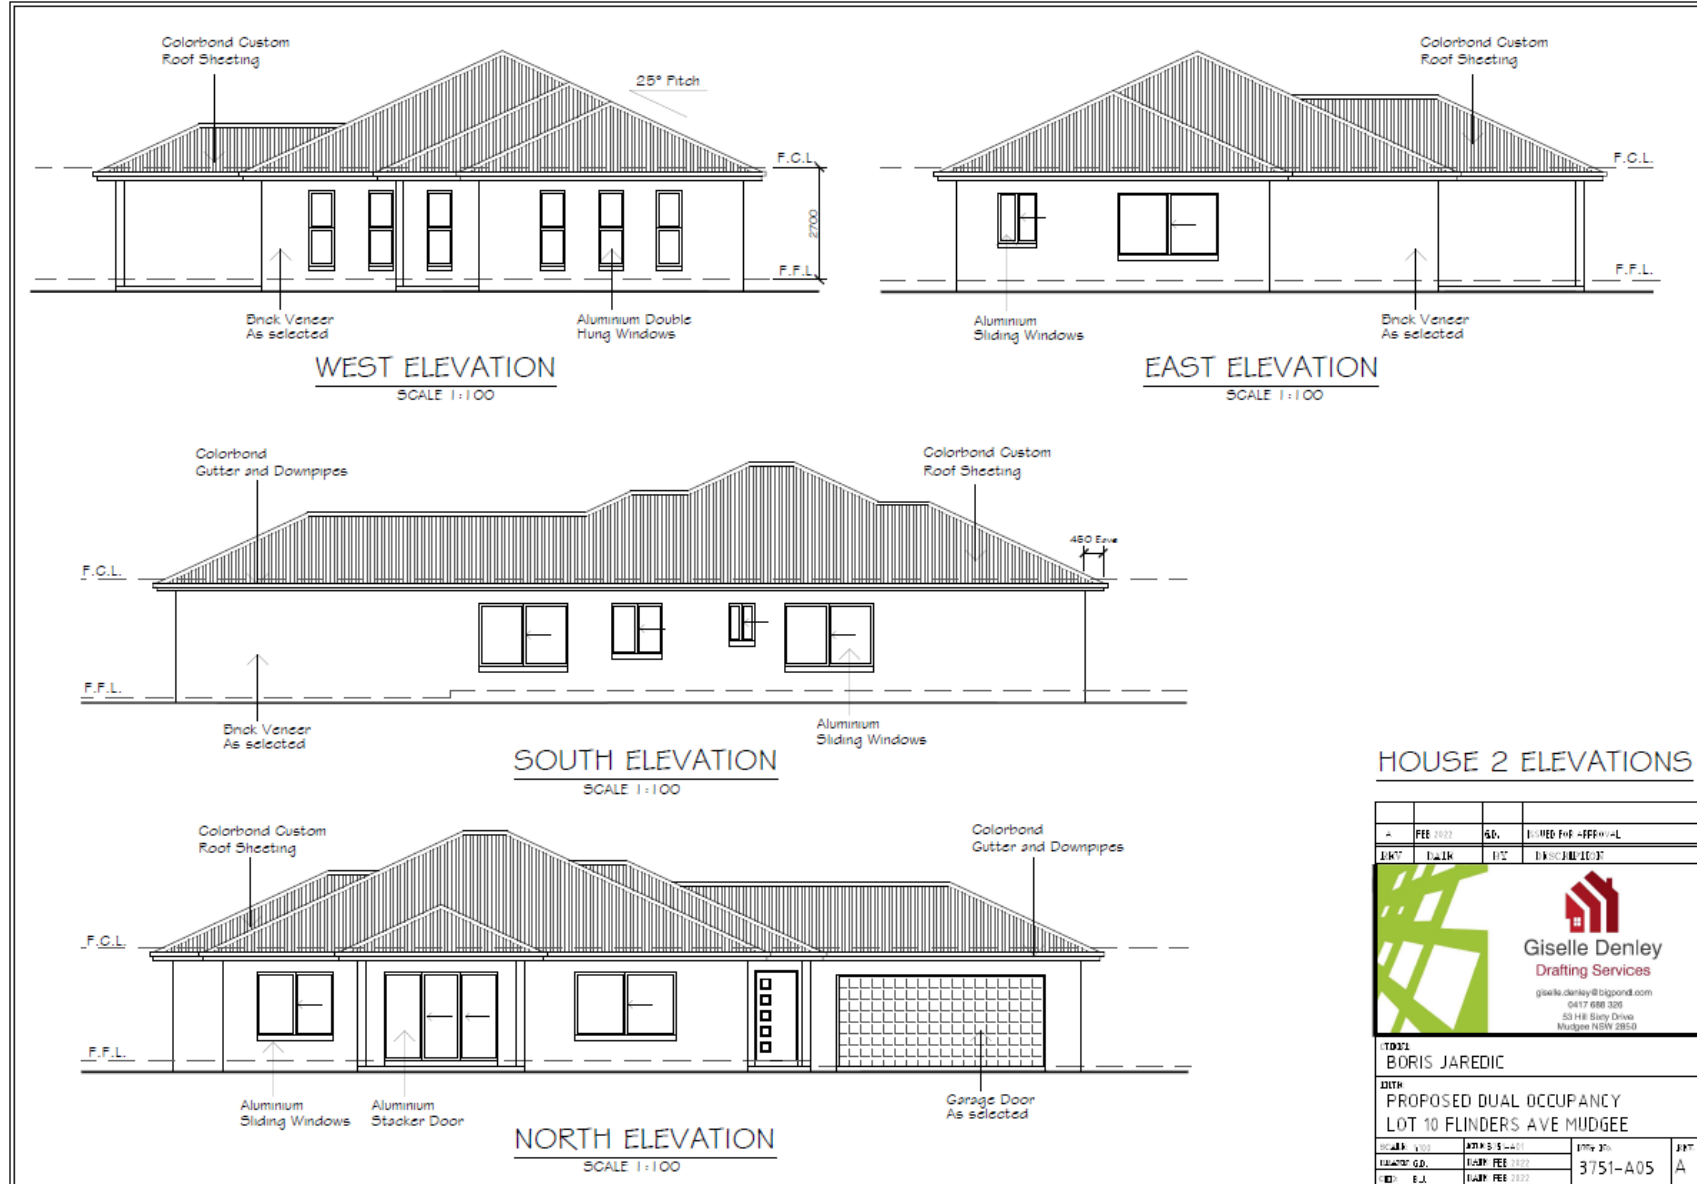 Colorbond Custom
Roof Sheeting
25° Pitch
F.C.L.
2700
F.F.L.
Brick Veneer
As selected
Aluminium Double
Hung Windows
WEST ELEVATION
SCALE 1:100
Colorbond Custom
Roof Sheeting
F.C.L.
F.F.L.
Aluminium
Sliding Windows
Brick Veneer
As selected
EAST ELEVATION
SCALE 1:100
Colorbond
Gutter and Downpipes
Colorbond Custom
Roof Sheeting
450 Eave
F.C.L.
F.F.L.
Brick Veneer
As selected
Aluminium
Sliding Windows
SOUTH ELEVATION
SCALE 1:100
Colorbond Custom
Roof Sheeting
Colorbond
Gutter and Downpipes
F.C.L.
F.F.L.
Aluminium
Sliding Windows
Aluminium
Stacker Door
Garage Door
As selected
NORTH ELEVATION
SCALE 1:100
HOUSE 2 ELEVATIONS
A FEB 2022 G.D. ISSUED FOR APPROVAL
REV DATE BY DESCRIPTION
Giselle Denley
Drafting Services
giselle.denley@bigpond.com
0417 688 326
53 Hill Sixty Drive
Mudgee NSW 2850
BORIS JAREDIC
TITLE
PROPOSED DUAL OCCUPANCY
LOT 10 FLINDERS AVE MUDGEE
SCALE 1:100
G.D. DATE FEB 2022
DATE FEB 2022
3751-A05
A